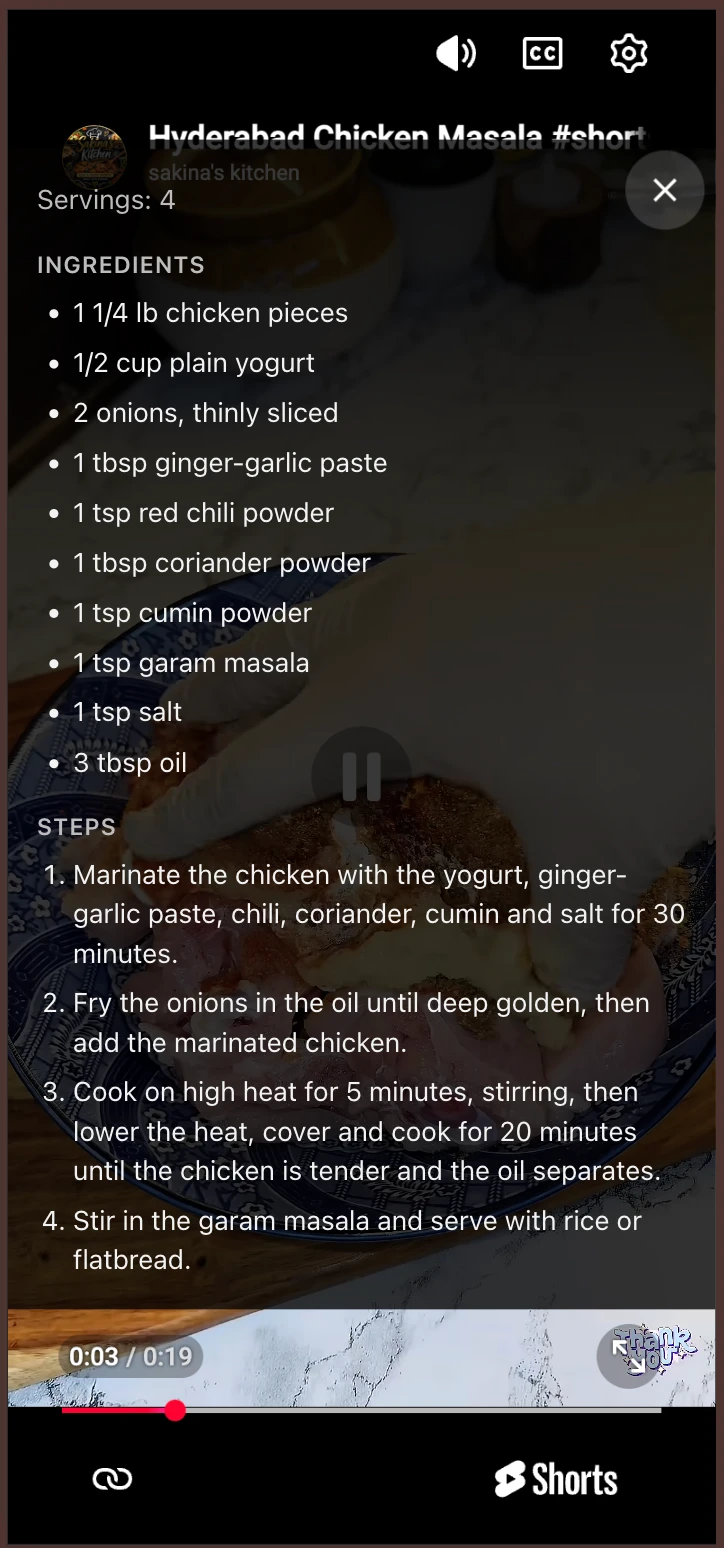 CC
Hyderabad Chicken Masala #short
sakina's kitchen
Servings: 4
INGREDIENTS
• 1 1/4 lb chicken pieces
• 1/2 cup plain yogurt
• 2 onions, thinly sliced
• 1 tbsp ginger-garlic paste
• 1 tsp red chili powder
• 1 tbsp coriander powder
• 1 tsp cumin powder
• 1 tsp garam masala
• 1 tsp salt
• 3 tbsp oil
STEPS
1. Marinate the chicken with the yogurt, ginger-
garlic paste, chili, coriander, cumin and salt for 30
minutes.
2. Fry the onions in the oil until deep golden, then
add the marinated chicken.
3. Cook on high heat for 5 minutes, stirring, then
lower the heat, cover and cook for 20 minutes
until the chicken is tender and the oil separates.
4. Stir in the garam masala and serve with rice or
flatbread.
Thank
you
0:03 / 0:19
Shorts